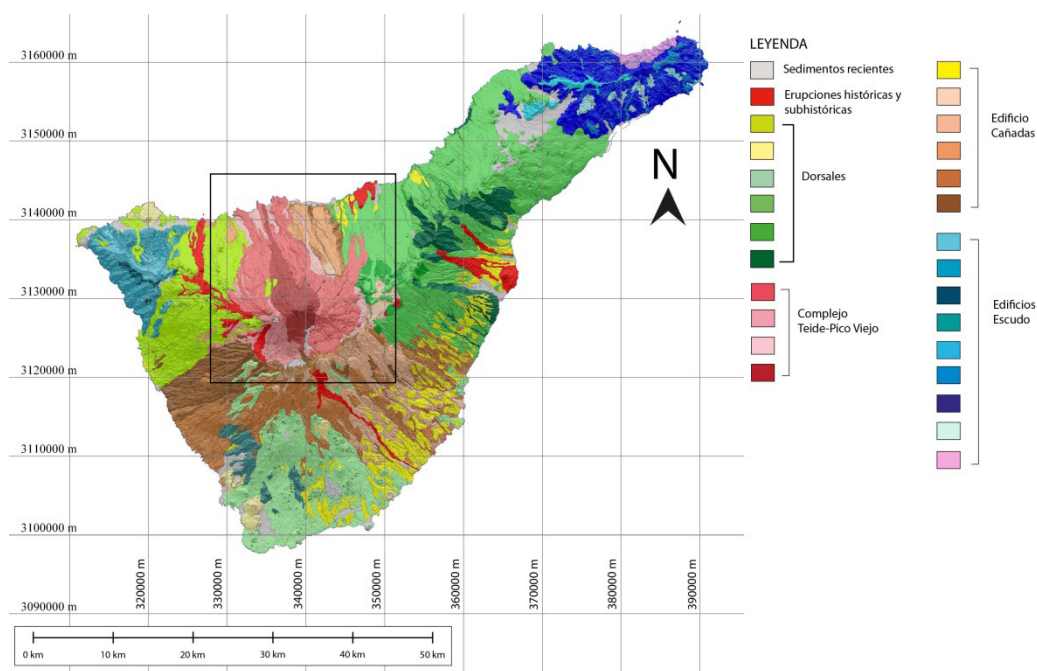 3160000 m
3150000 m
3140000 m
3130000 m
3120000 m
3110000 m
3100000 m
3090000 m
320000 m
330000 m
340000 m
350000 m
360000 m
370000 m
380000 m
390000 m
0 km
10 km
20 km
30 km
40 km
50 km
N
LEYENDA
Sedimentos recientes
Erupciones históricas y
subhistóricas
Dorsales
Complejo
Teide-Pico Viejo
Edificio
Cañadas
Edificios
Escudo